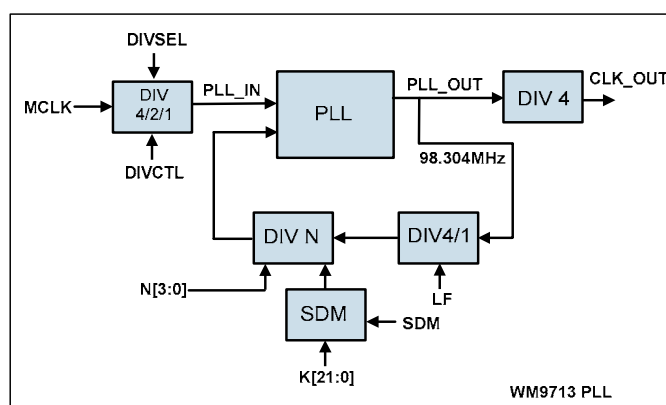 DIVSEL
MCLK
DIV
4/2/1
DIVCTL
PLL_IN
PLL
PLL_OUT
DIV 4
CLK_OUT
98.304MHz
DIV N
DIV4/1
N[3:0]
LF
SDM
SDM
K[21:0]
WM9713 PLL